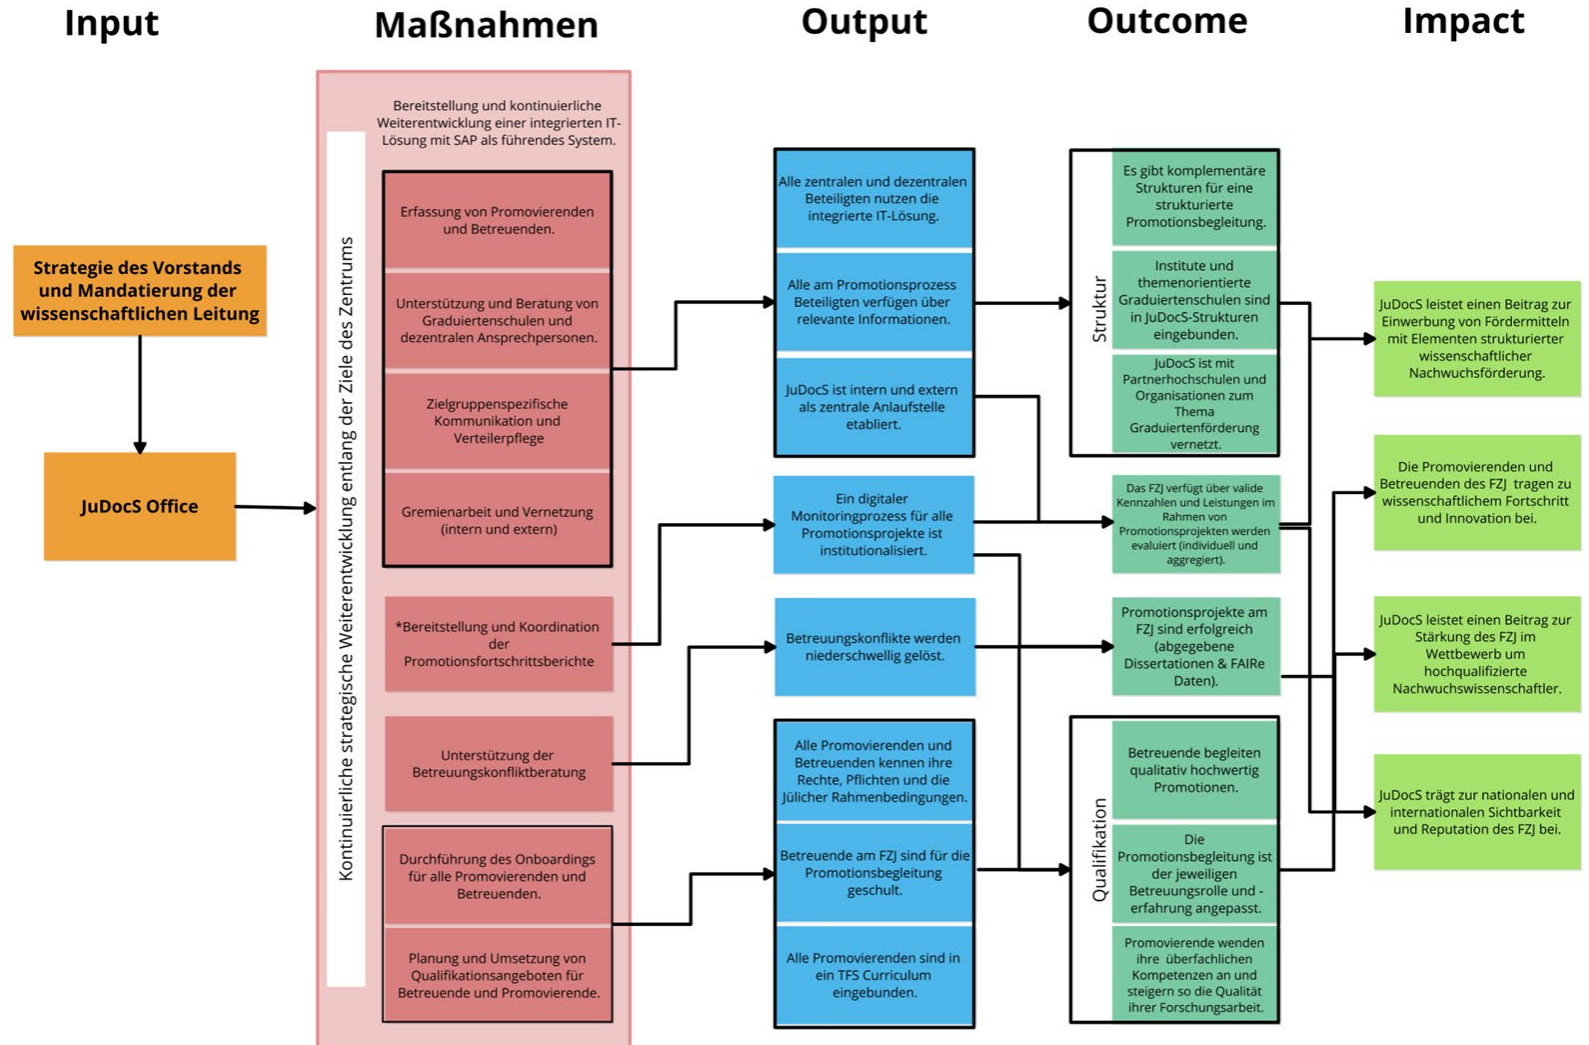 Input
Maßnahmen
Output
Outcome
Impact
Strategie des Vorstands
und Mandatierung der
wissenschaftlichen Leitung
JuDocS Office
Kontinuierliche strategische Weiterentwicklung entlang der Ziele des Zentrums
Bereitstellung und kontinuierliche
Weiterentwicklung einer integrierten IT-
Lösung mit SAP als führendes System.
Erfassung von Promovierenden
und Betreuenden.
Unterstützung und Beratung von
Graduiertenschulen und
dezentralen Ansprechpersonen.
Zielgruppenspezifische
Kommunikation und
Verteilerpflege
Gremienarbeit und Vernetzung
(intern und extern)
*Bereitstellung und Koordination
der
Promotionsfortschrittsberichte
Unterstützung der
Betreuungskonfliktberatung
Durchführung des Onboardings
für alle Promovierenden und
Betreuenden.
Planung und Umsetzung von
Qualifikationsangeboten für
Betreuende und Promovierende.
Alle zentralen und dezentralen
Beteiligten nutzen die
integrierte IT-Lösung.
Alle am Promotionsprozess
Beteiligten verfügen über
relevante Informationen.
JuDocS ist intern und extern
als zentrale Anlaufstelle
etabliert.
Ein digitaler
Monitoringprozess für alle
Promotionsprojekte ist
institutionalisiert.
Betreuungskonflikte werden
niederschwellig gelöst.
Alle Promovierenden und
Betreuenden kennen ihre
Rechte, Pflichten und die
Jülicher Rahmenbedingungen.
Betreuende am FZJ sind für die
Promotionsbegleitung
geschult.
Alle Promovierenden sind in
ein TFS Curriculum
eingebunden.
Struktur
Es gibt komplementäre
Strukturen für eine
strukturierte
Promotionsbegleitung.
Institute und
themenorientierte
Graduiertenschulen sind
in JuDocS-Strukturen
eingebunden.
JuDocS ist mit
Partnerhochschulen und
Organisationen zum
Thema
Graduiertenförderung
vernetzt.
Das FZJ verfügt über valide
Kennzahlen und Leistungen im
Rahmen von
Promotionsprojekten werden
evaluiert (individuell und
aggregiert).
Promotionsprojekte am
FZJ sind erfolgreich
(abgegebene
Dissertationen & FAIRe
Daten).
Qualifikation
Betreuende begleiten
qualitativ hochwertig
Promotionen.
Die
Promotionsbegleitung ist
der jeweiligen
Betreuungsrolle und -
erfahrung angepasst.
Promovierende wenden
ihre überfachlichen
Kompetenzen an und
steigern so die Qualität
ihrer Forschungsarbeit.
JuDocS leistet einen Beitrag zur
Einwerbung von Fördermitteln
mit Elementen strukturierter
wissenschaftlicher
Nachwuchsförderung.
Die Promovierenden und
Betreuenden des FZJ tragen zu
wissenschaftlichem Fortschritt
und Innovation bei.
JuDocS leistet einen Beitrag zur
Stärkung des FZJ im
Wettbewerb um
hochqualifizierte
Nachwuchswissenschaftler.
JuDocS trägt zur nationalen und
internationalen Sichtbarkeit
und Reputation des FZJ bei.